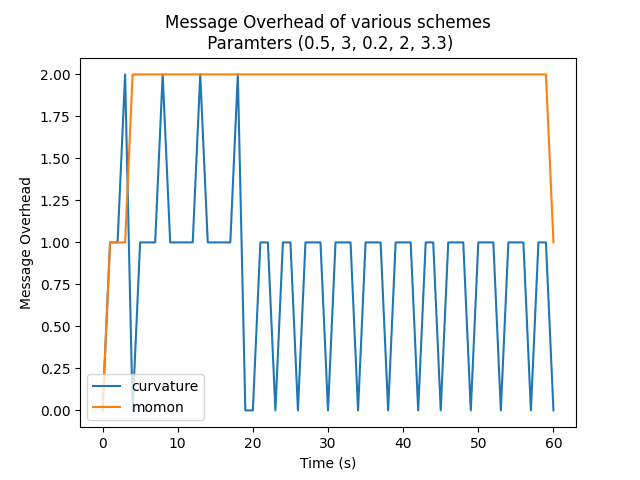 Message Overhead of various schemes
Paramters (0.5, 3, 0.2, 2, 3.3)
Message Overhead
2.00
1.75
1.50
1.25
1.00
0.75
0.50
0.25
0.00
curvature
momon
0 10 20 30 40 50 60
Time (s)